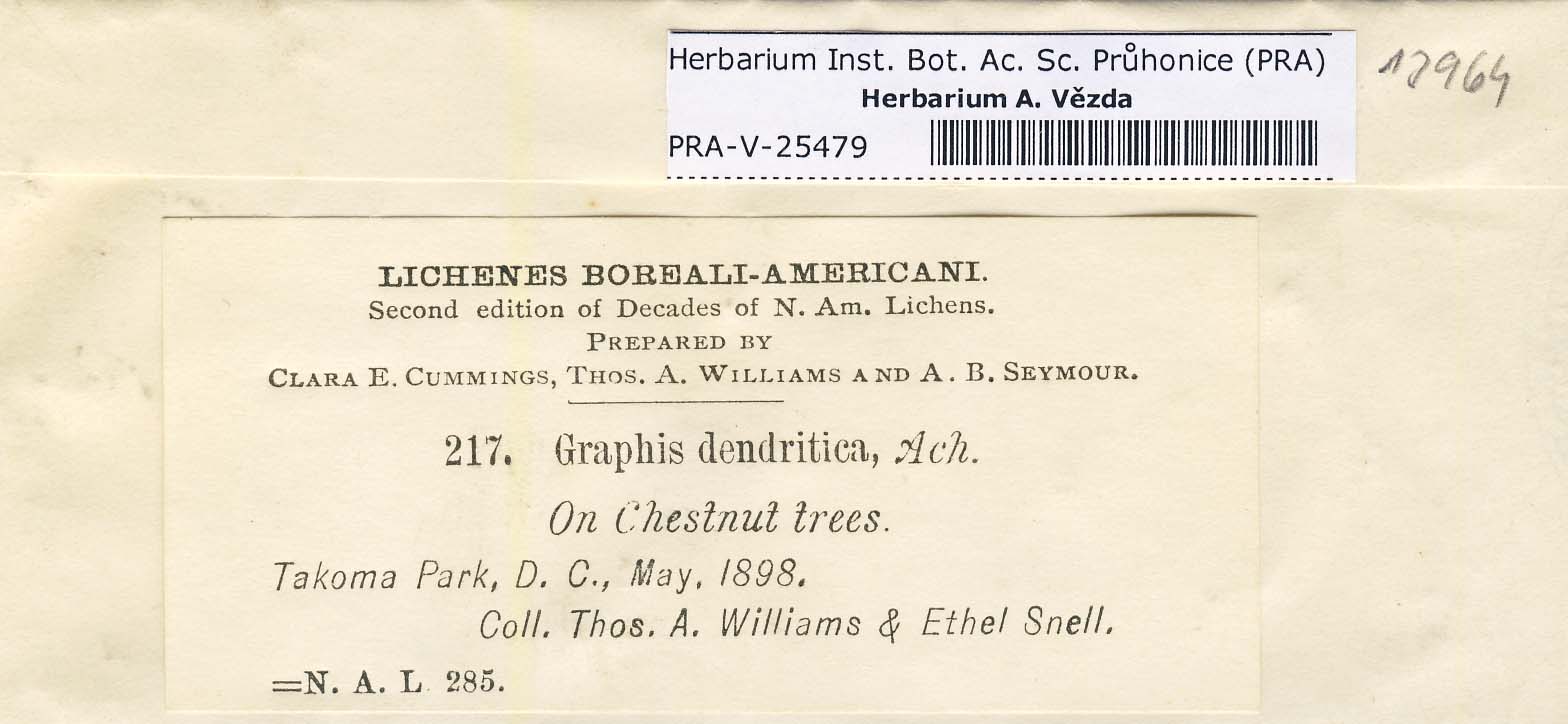 Herbarium Inst. Bot. Ac. Sc. Průhonice (PRA)
Herbarium A. Vězda
PRA-V-25479
17964
LICHENES BOREALI-AMERICANI.
Second edition of Decades of N. Am. Lichens.
PREPARED BY
CLARA E. CUMMINGS, THOS. A. WILLIAMS AND A. B. SEYMOUR.
217. Graphis dendritica, Ach.
On Chestnut trees.
Takoma Park, D. C., May, 1898.
Coll. Thos. A. Williams & Ethel Snell.
=N. A. L. 285.